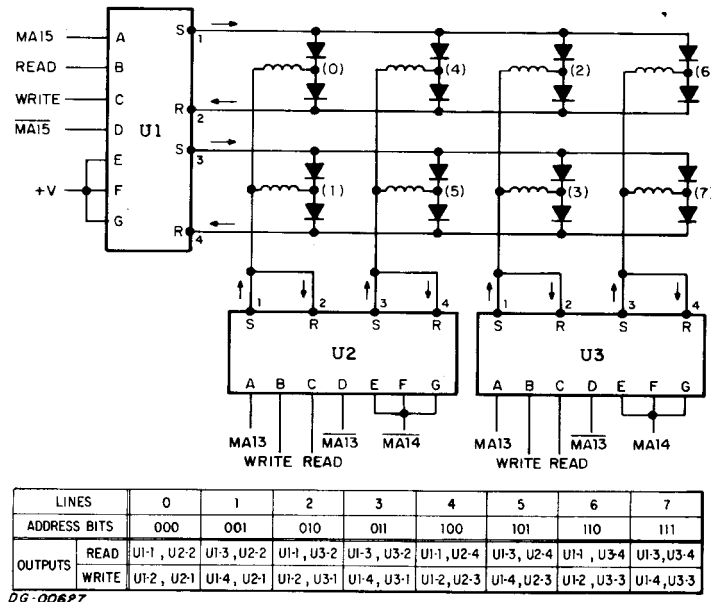 S 1
MA15 A
READ B
WRITE C
MA15 D
U1
E
+V F
G
R 2
S 3
R 4
(0) (4) (2) (6
(1) (5) (3) (7)
1 2 3 4 1 2 3 4
S R S R S R S R
U2 U3
A B C D E F G A B C D E F G
MA13 MA13 MA14 MA13 MA13 MA14
WRITE READ WRITE READ
LINES 0 1 2 3 4 5 6 7
ADDRESS BITS 000 001 010 011 100 101 110 111
OUTPUTS
READ U1-1, U2-2 U1-3, U2-2 U1-1, U3-2 U1-3, U3-2 U1-1, U2-4 U1-3, U2-4 U1-1, U3-4 U1-3, U3-4
WRITE U1-2, U2-1 U1-4, U2-1 U1-2, U3-1 U1-4, U3-1 U1-2, U2-3 U1-4, U2-3 U1-2, U3-3 U1-4, U3-3
DG-00627